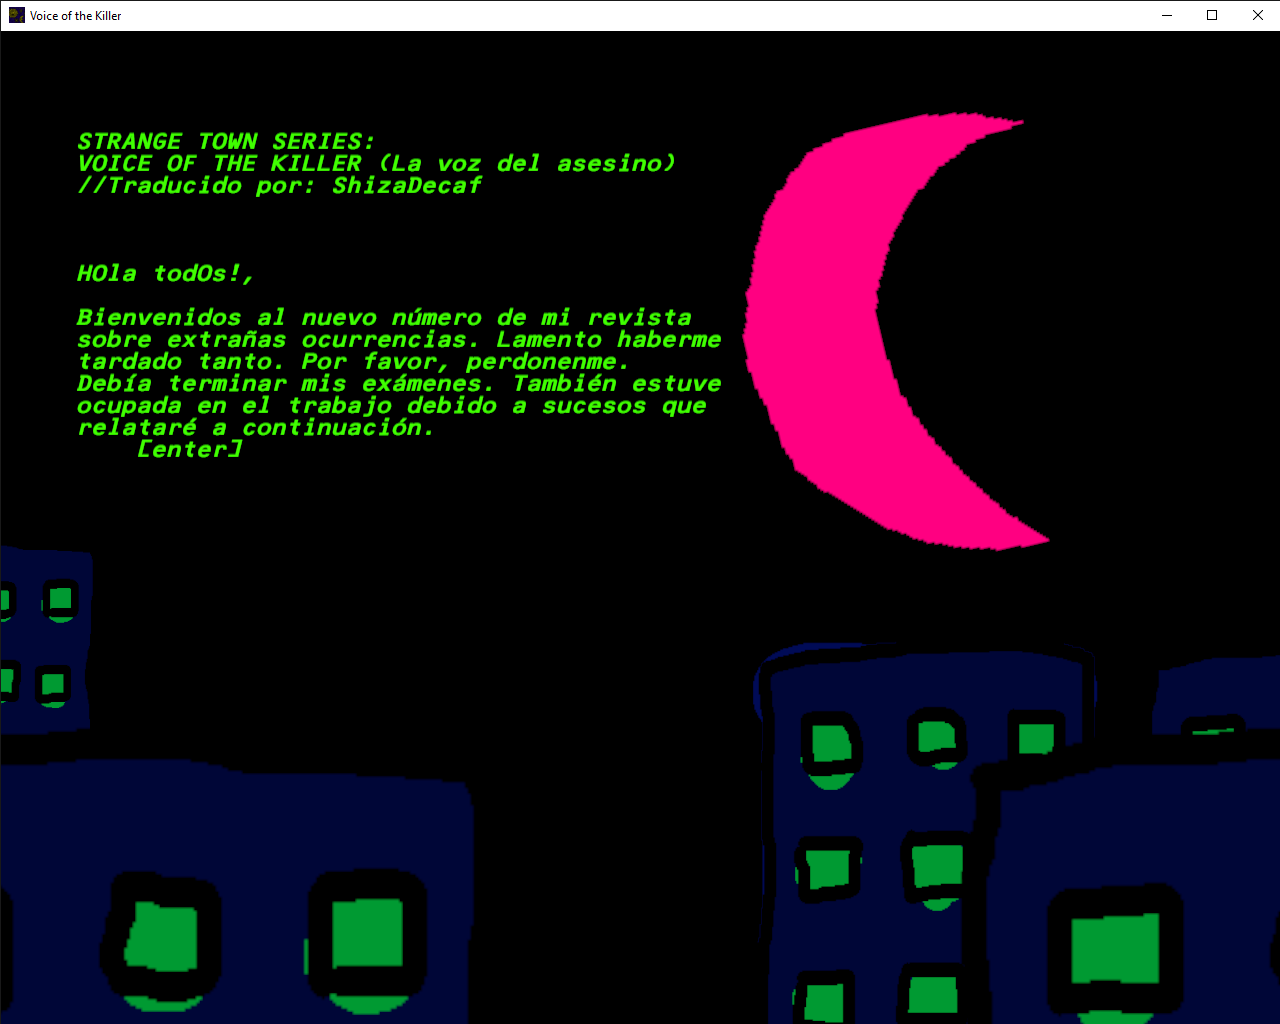 Voice of the Killer
STRANGE TOWN SERIES:
VOICE OF THE KILLER (La voz del asesino)
//Traducido por: ShizaDecaf
HOla todOs!,
Bienvenidos al nuevo número de mi revista
sobre extrañas ocurrencias. Lamento haberme
tardado tanto. Por favor, perdonenme.
Debía terminar mis exámenes. También estuve
ocupada en el trabajo debido a sucesos que
relataré a continuación.
[enter]